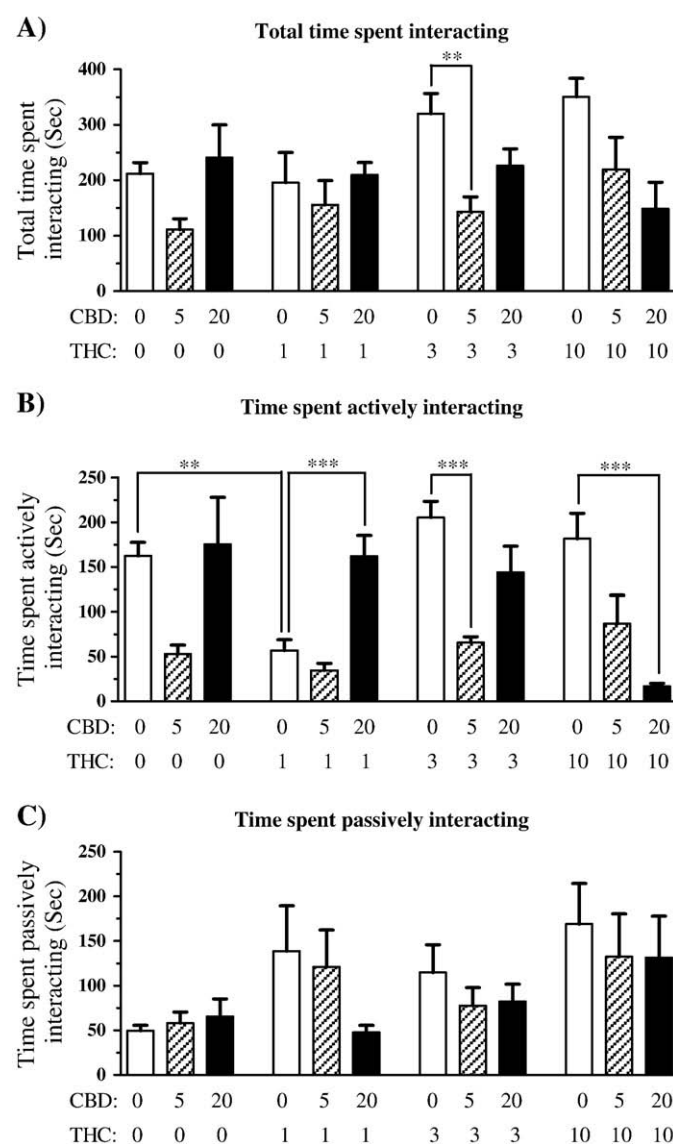 A)
Total time spent interacting
**
400
300
200
100
0
Total time spent
interacting (Sec)
CBD: 0 5 20 0 5 20 0 5 20 0 5 20
THC: 0 0 0 1 1 1 3 3 3 10 10 10
B)
Time spent actively interacting
** *** *** ***
250
200
150
100
50
0
Time spent actively
interacting (Sec)
CBD: 0 5 20 0 5 20 0 5 20 0 5 20
THC: 0 0 0 1 1 1 3 3 3 10 10 10
C)
Time spent passively interacting
250
200
150
100
50
0
Time spent passively
interacting (Sec)
CBD: 0 5 20 0 5 20 0 5 20 0 5 20
THC: 0 0 0 1 1 1 3 3 3 10 10 10